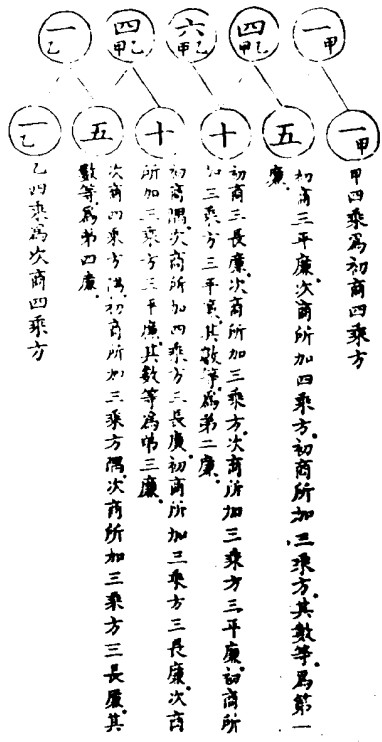 一甲
四甲乙
六甲乙
四甲乙
一乙
一甲
五
十
十
五
一乙
甲四乘為初商四乘方
初商三平廉次商所加四乘方初商所加三乘方其數等為第一
廉
初商三長廉次商所加三乘方次商所加三乘方三平廉初商所
加三乘方三平廉其數等為第二廉
初商隅次商所加四乘方三長廉初商所加三乘方三長廉次商
所加三乘方三平廉其數等為第三廉
次商四乘方隅初商所加三乘方隅次商所加三乘方三長廉其
數等為第四廉
乙四乘為次商四乘方